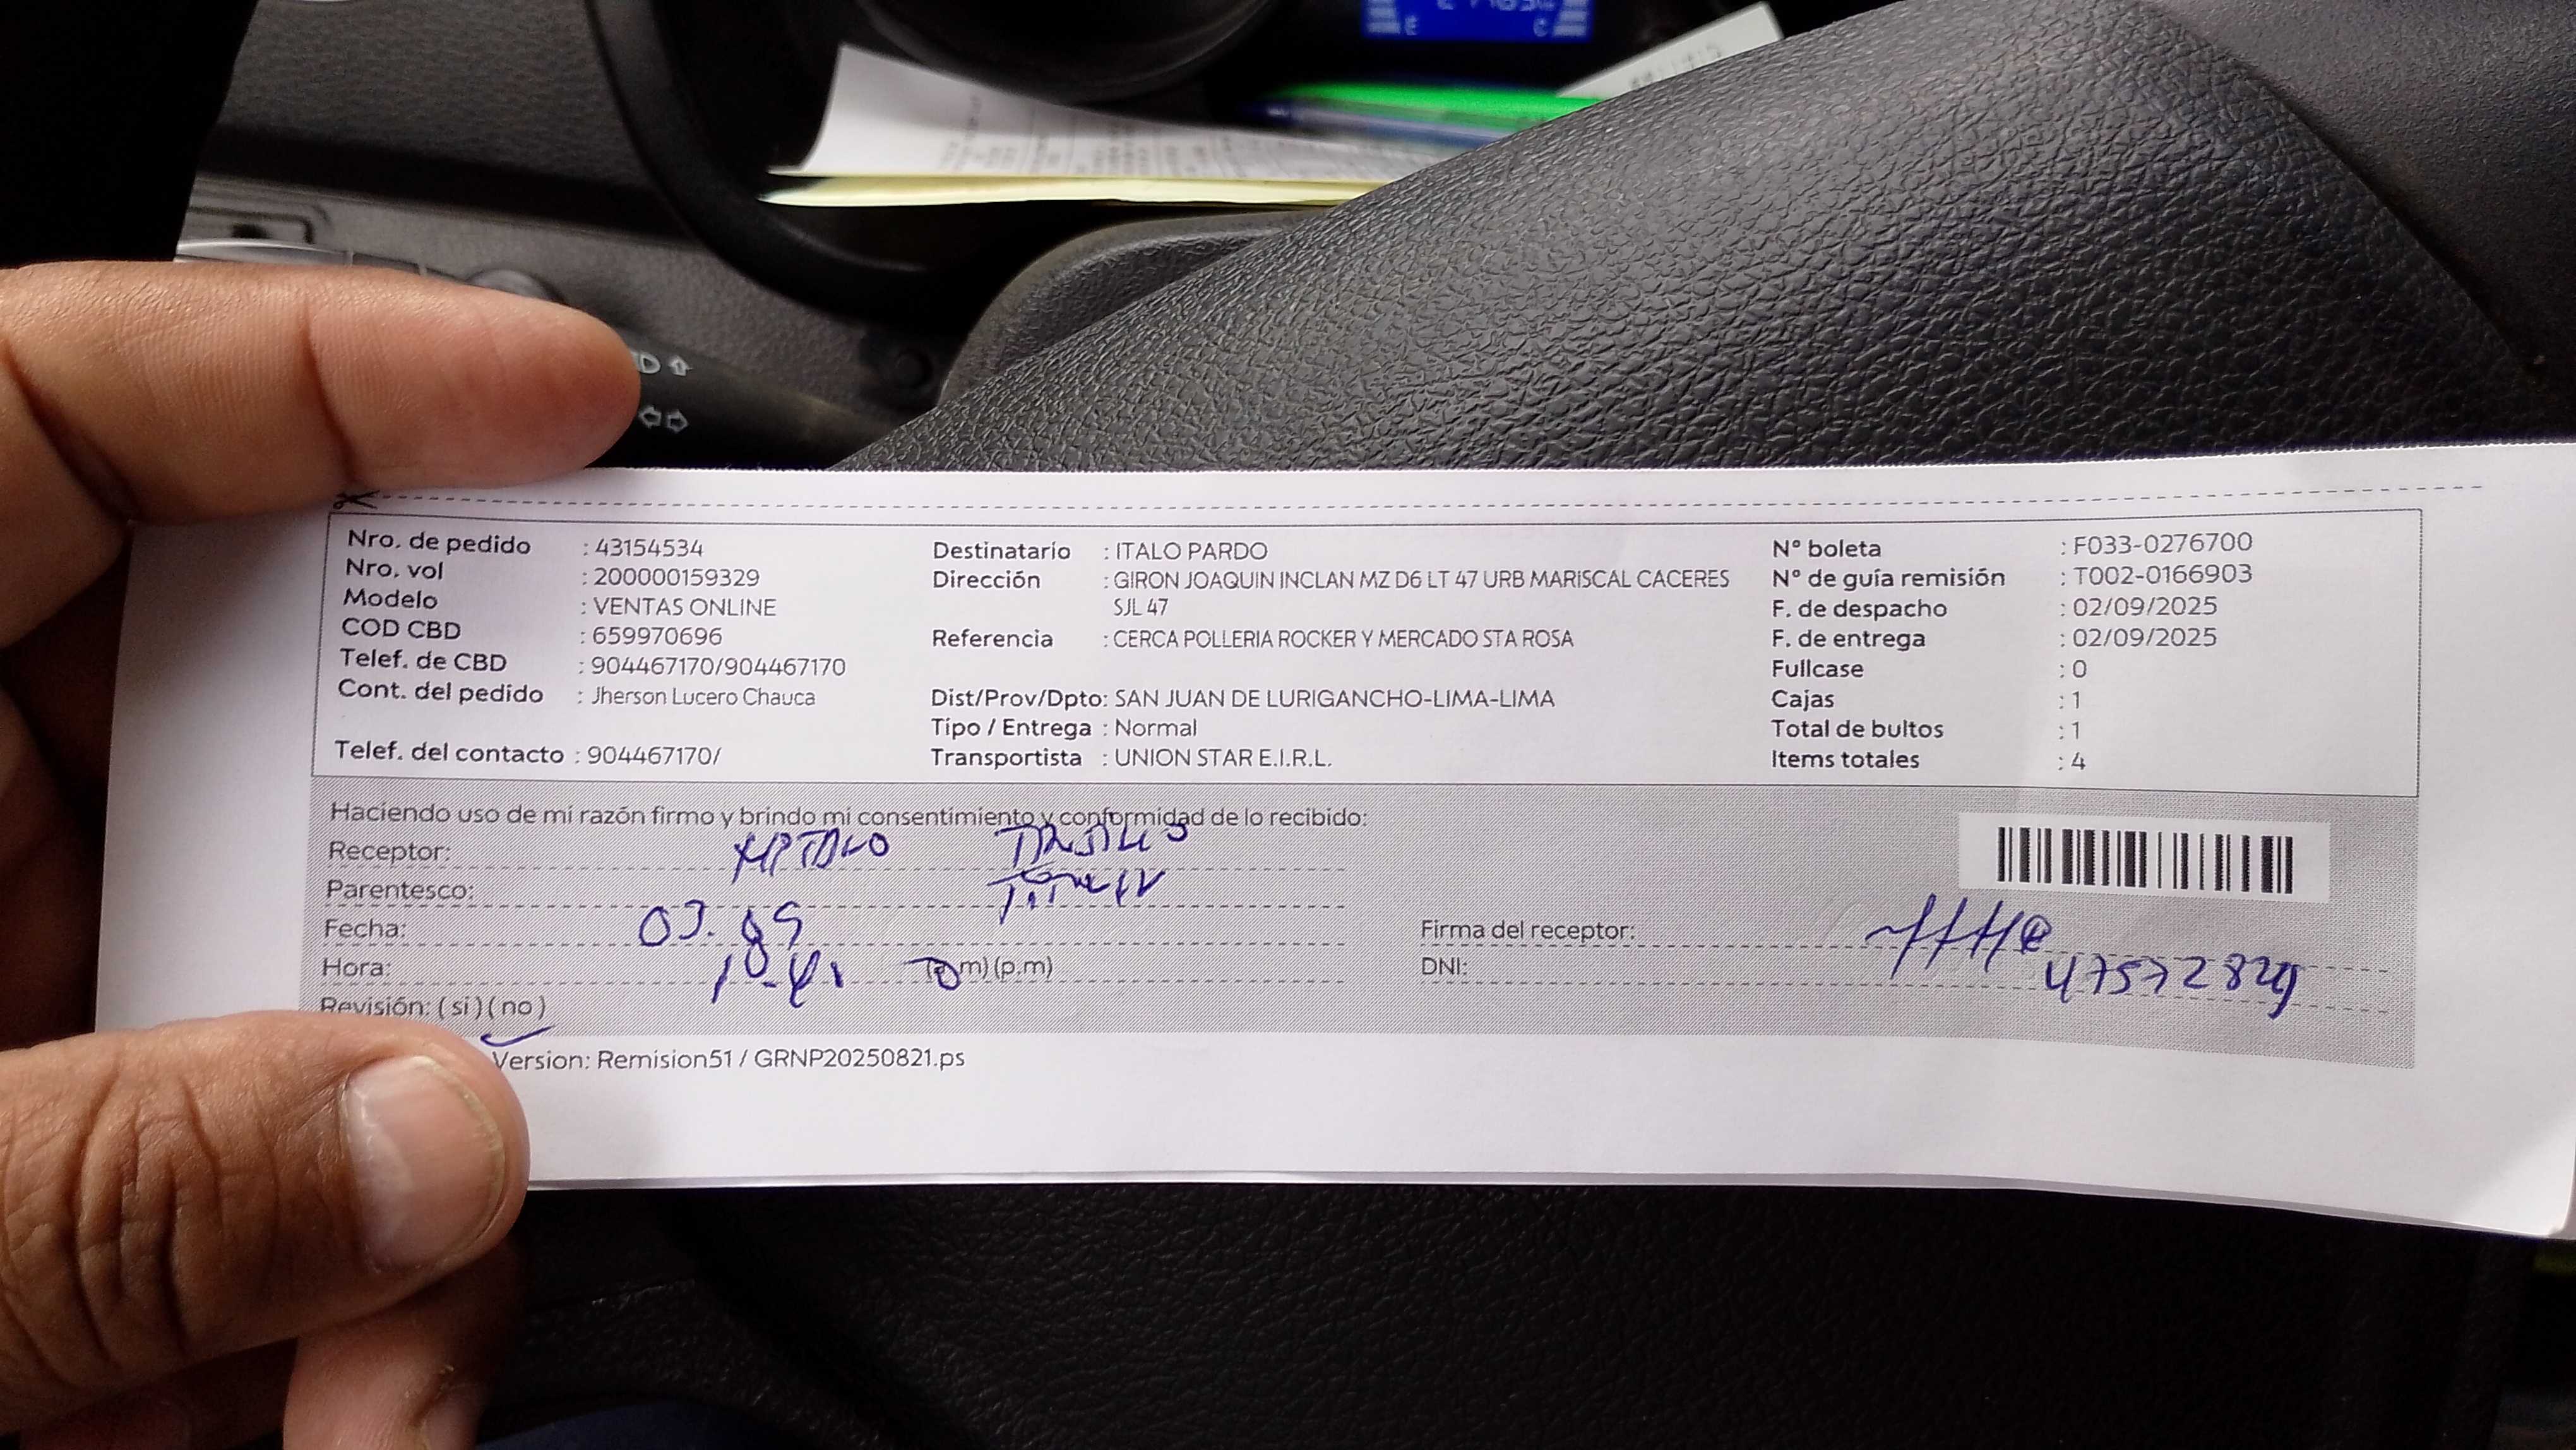 Nro. de pedido : 43154534
Nro. vol : 200000159329
Modelo : VENTAS ONLINE
COD CBD : 659970696
Telef. de CBD : 904467170/904467170
Cont. del pedido : Jherson Lucero Chauca
Telef. del contacto : 904467170/
Destinatario : ITALO PARDO
Dirección : GIRON JOAQUIN INCLAN MZ D6 LT 47 URB MARISCAL CACERES
SJL 47
Referencia : CERCA POLLERIA ROCKER Y MERCADO STA ROSA
Dist/Prov/Dpto: SAN JUAN DE LURIGANCHO-LIMA-LIMA
Tipo / Entrega : Normal
Transportista : UNION STAR E.I.R.L.
N° boleta : F033-0276700
N° de guía remisión : T002-0166903
F. de despacho : 02/09/2025
F. de entrega : 02/09/2025
Fullcase : 0
Cajas : 1
Total de bultos : 1
Items totales : 4
Haciendo uso de mi razón firmo y brindo mi consentimiento y conformidad de lo recibido:
Receptor:
Parentesco:
Fecha: 03. 09
Hora: 10-41 (a.m)(p.m)
Revisión: (si)(no)
Firma del receptor:
DNI: 47572829
Version: Remision51 / GRNP20250821.ps